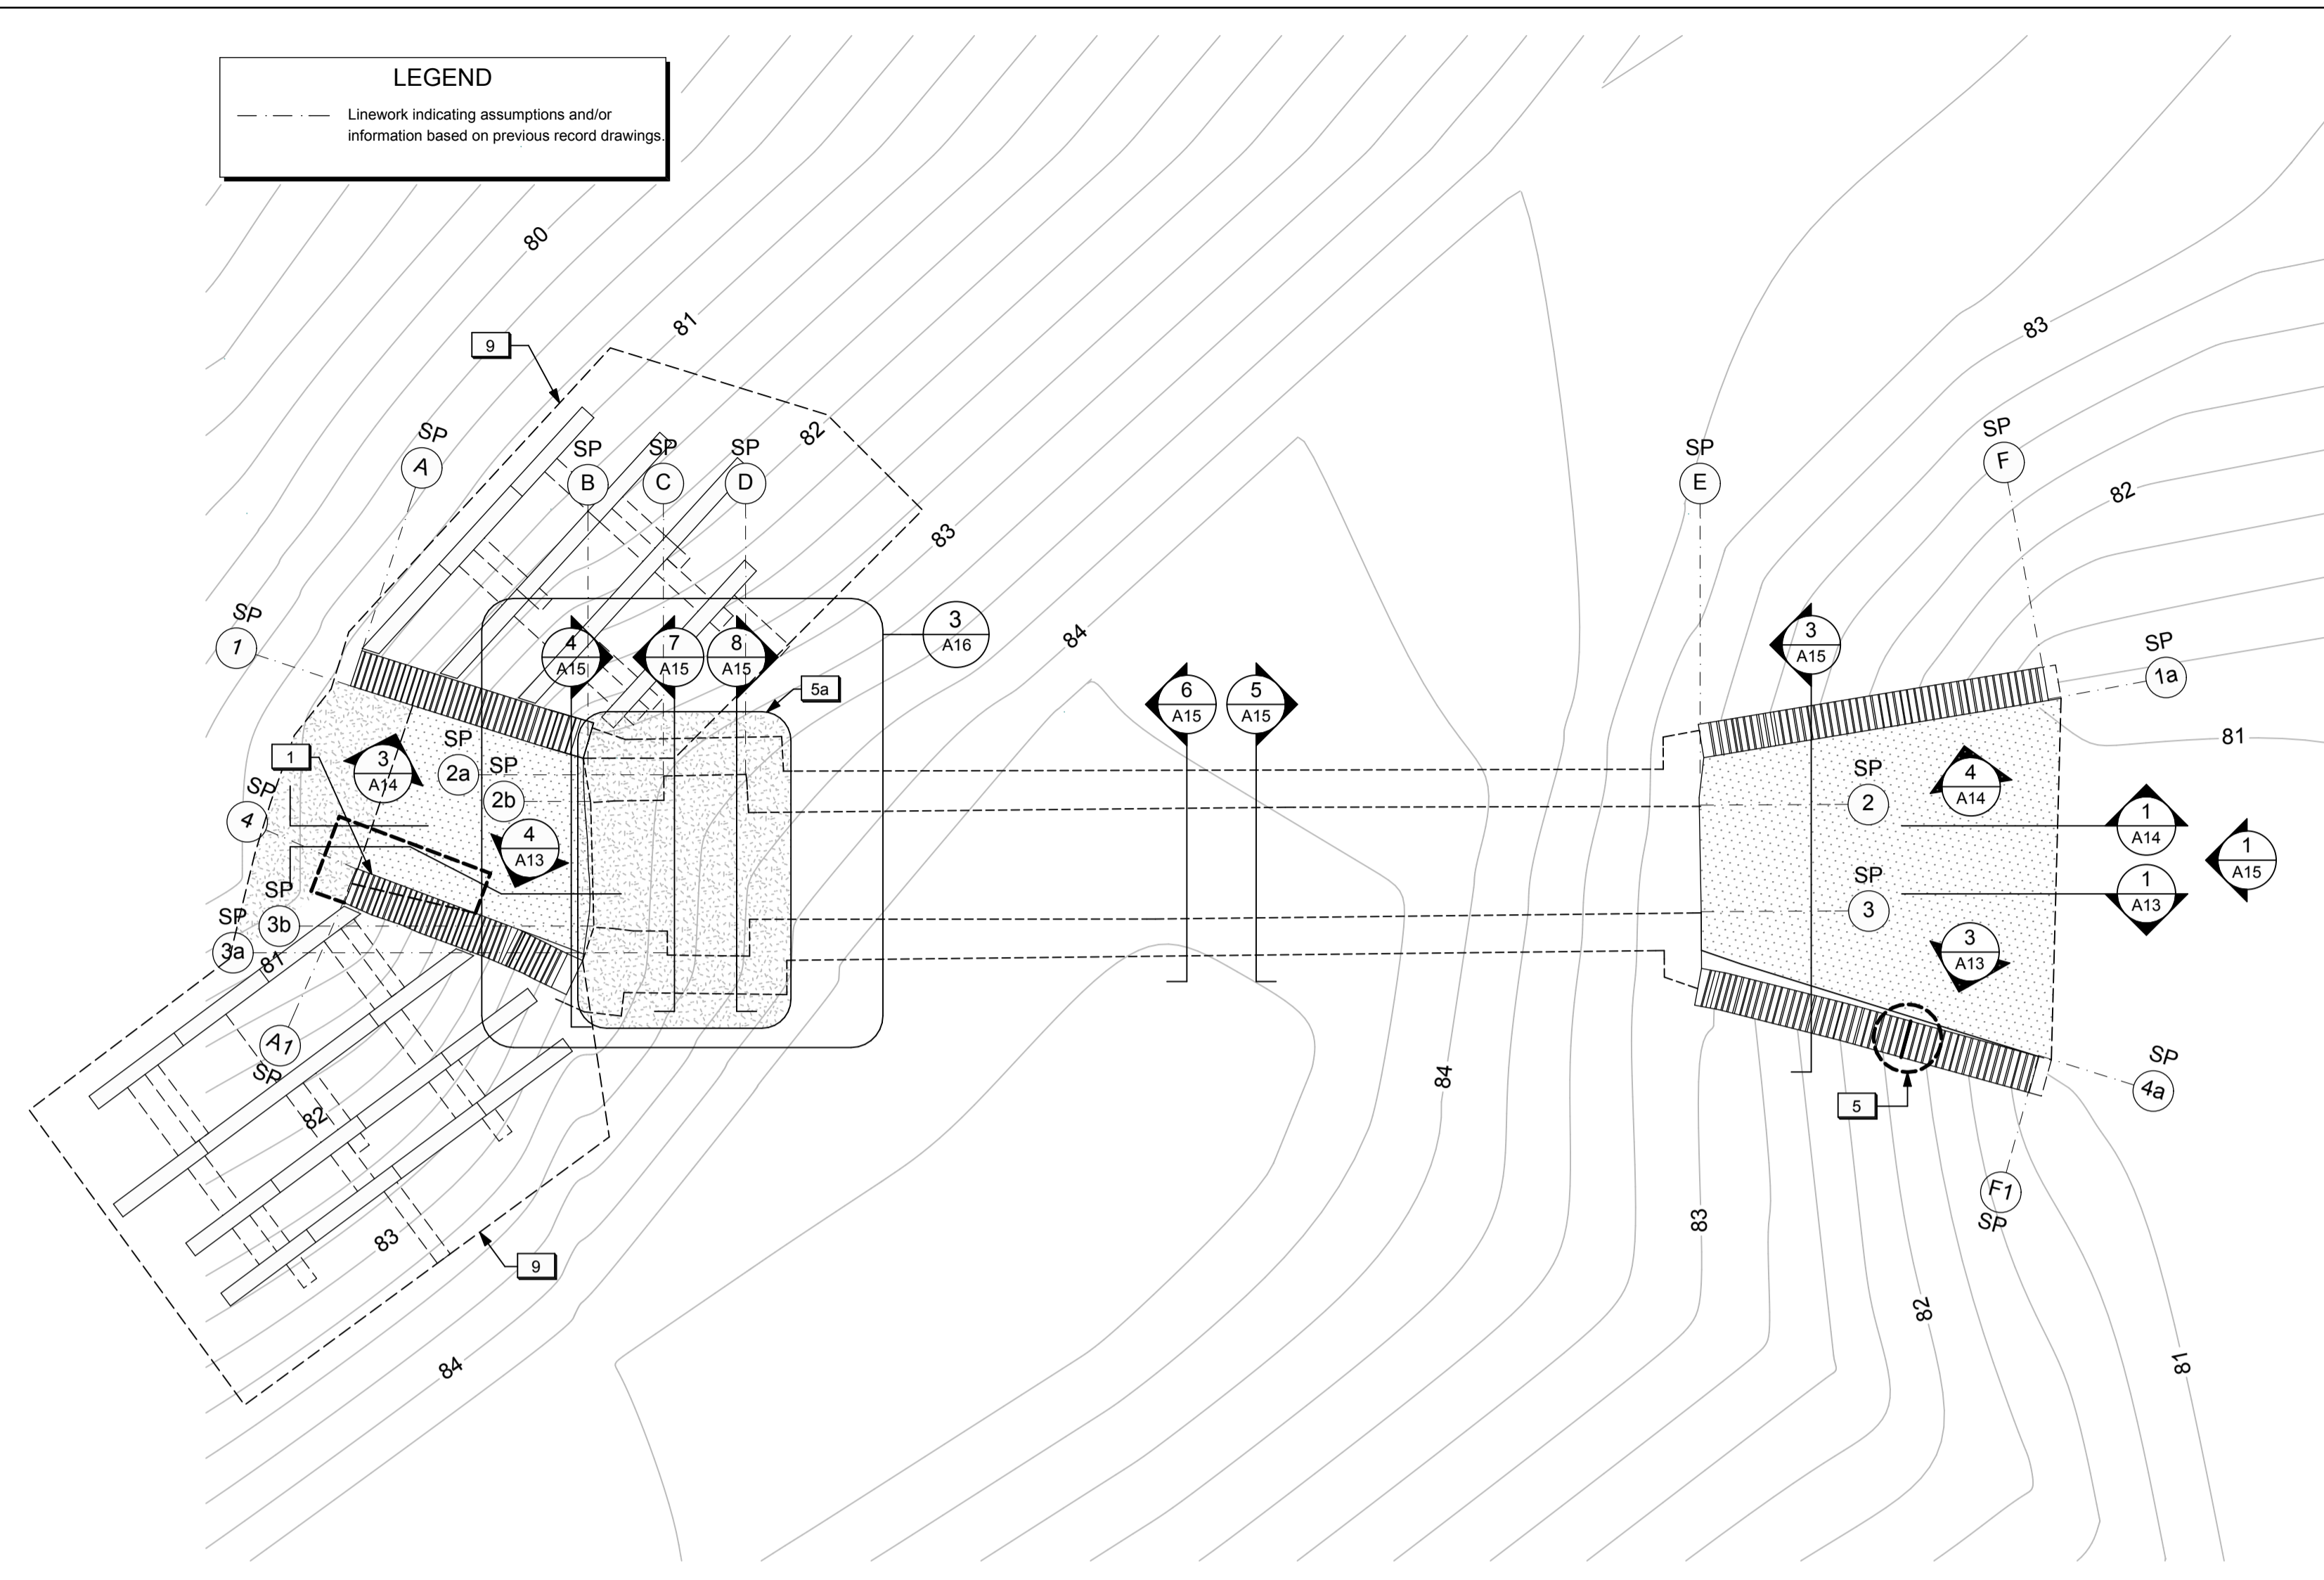 LEGEND
Linework indicating assumptions and/or
information based on previous record drawings.
80
81
9
83
SP
A
82
SP
B
SP
C
SP
D
SP
E
SP
F
82
83
SP
1
84
4
A15
7
A15
8
A15
3
A16
3
A15
5a
6
A15
5
A15
SP
1a
81
1
3
A14
SP
2a
SP
2b
SP
2
4
A14
SP
4
4
A13
1
A14
1
A15
SP
3b
SP
3a
81
SP
3
1
A13
3
A13
A1
SP
82
84
5
SP
4a
F1
SP
83
9
83
82
84
81